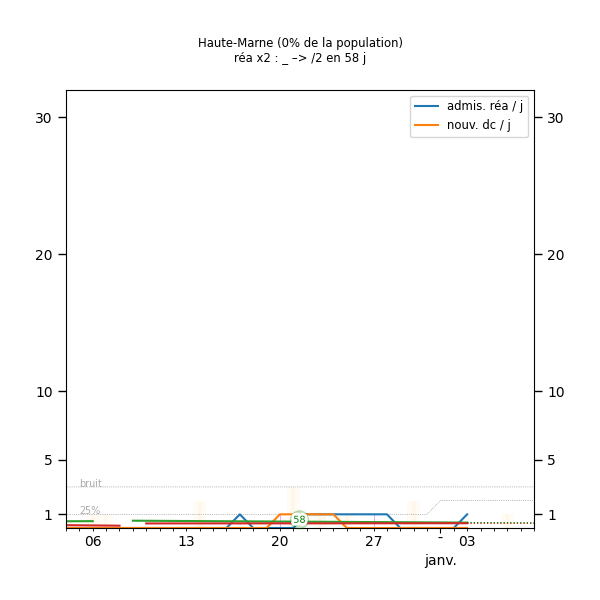 Haute-Marne (0% de la population)
réa x2 : _ –> /2 en 58 j
admis. réa / j
nouv. dc / j
30 30
20 20
10 10
5 5
bruit
25%
1 1
58
06 13 20 27 - 03
janv.